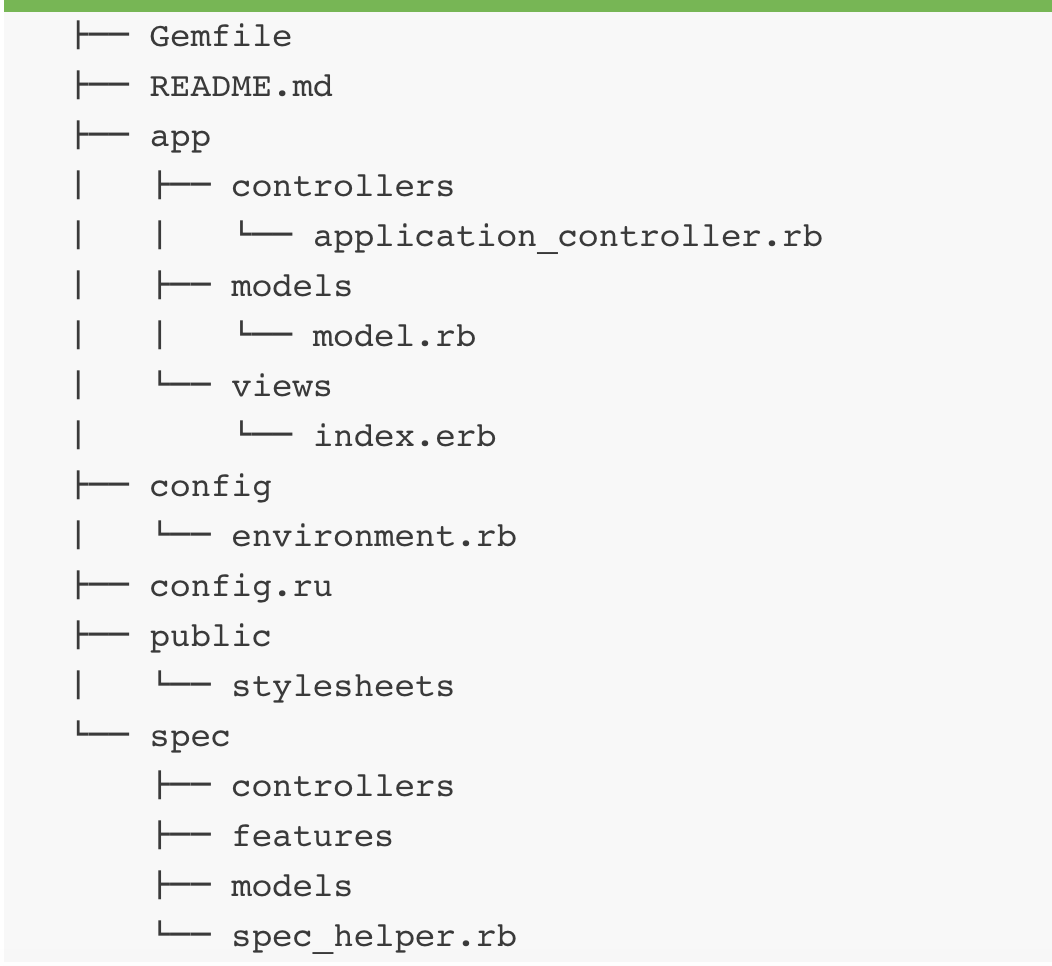 ├── Gemfile
├── README.md
├── app
│   ├── controllers
│   │   └── application_controller.rb
│   ├── models
│   │   └── model.rb
│   └── views
│       └── index.erb
├── config
│   └── environment.rb
├── config.ru
├── public
│   └── stylesheets
└── spec
    ├── controllers
    ├── features
    ├── models
    └── spec_helper.rb